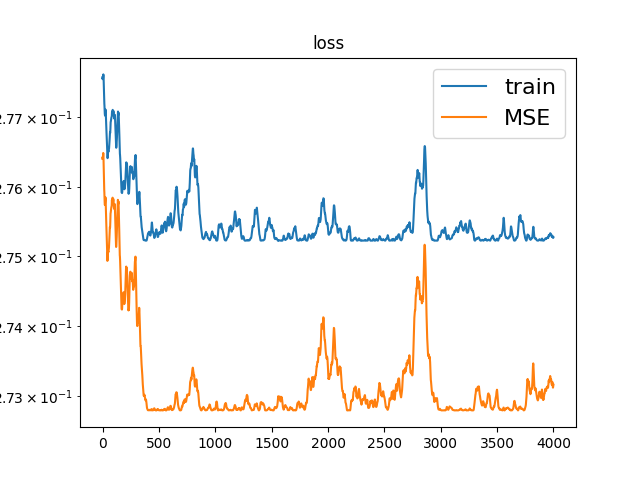 loss
train
MSE
2.77 × 10⁻¹
2.76 × 10⁻¹
2.75 × 10⁻¹
2.74 × 10⁻¹
2.73 × 10⁻¹
0 500 1000 1500 2000 2500 3000 3500 4000